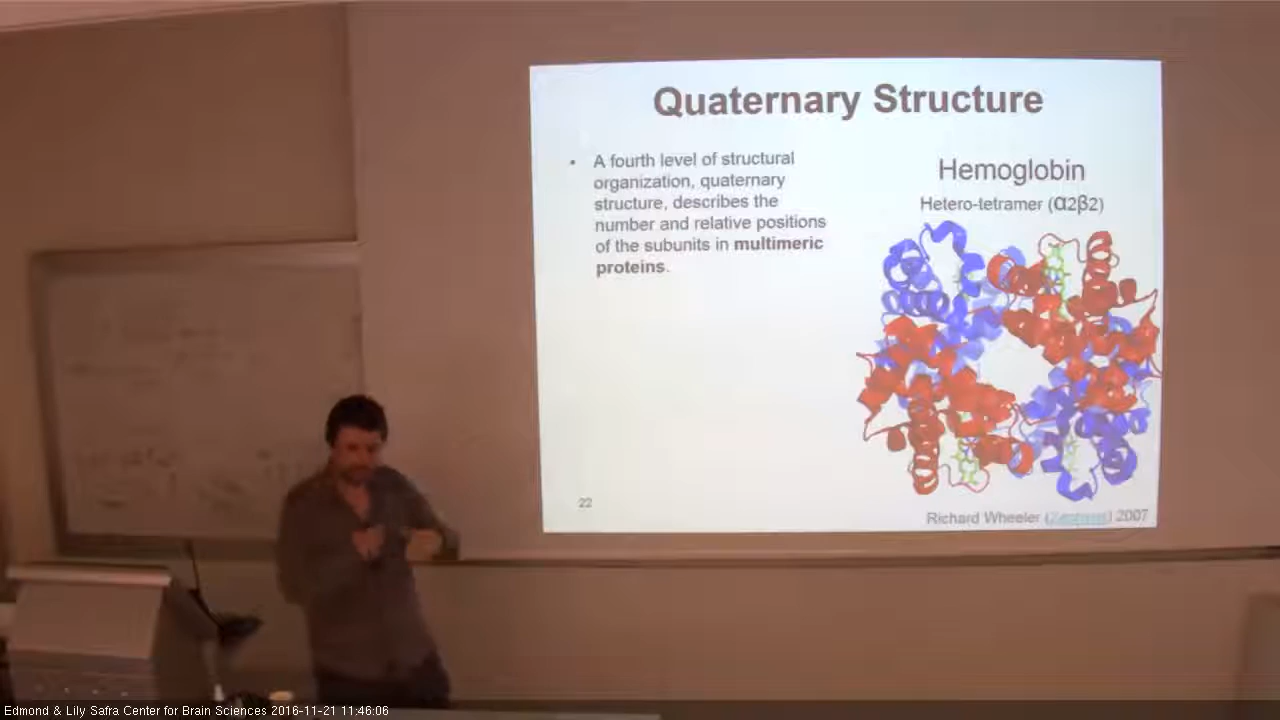 Quaternary Structure
• A fourth level of structural
organization, quaternary
structure, describes the
number and relative positions
of the subunits in multimeric
proteins.
Hemoglobin
Hetero-tetramer (α2β2)
22
Richard Wheeler () 2007
Edmond & Lily Safra Center for Brain Sciences 2016-11-21 11:46:06